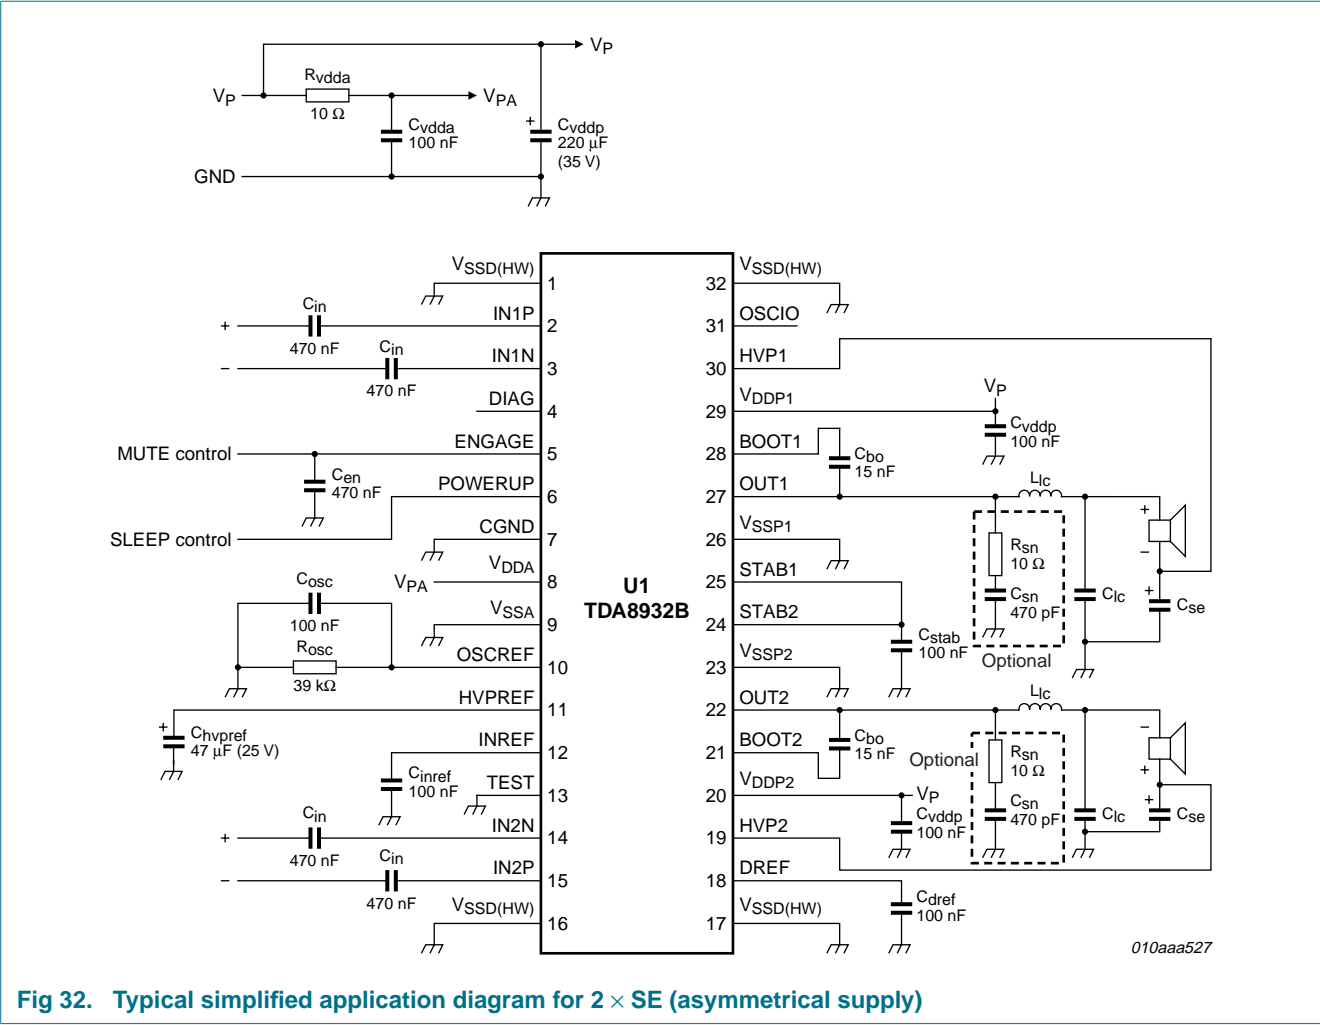 VP
Rvdda
VP
VPA
10 Ω
Cvdda
100 nF
+
Cvddp
220 μF
(35 V)
GND
VSSD(HW)
1
32
VSSD(HW)
Cin
IN1P
+
2
31
OSCIO
470 nF
Cin
IN1N
−
3
30
HVP1
470 nF
DIAG
4
29
VDDP1
VP
Cvddp
100 nF
MUTE control
ENGAGE
5
28
BOOT1
Cbo
15 nF
Cen
470 nF
POWERUP
6
27
OUT1
Llc
SLEEP control
CGND
7
26
VSSP1
Rsn
10 Ω
+
−
VDDA
VPA
8
25
STAB1
Csn
470 pF
Clc
+
Cse
U1
TDA8932B
Cosc
100 nF
VSSA
9
24
STAB2
Cstab
100 nF
Optional
Rosc
39 kΩ
OSCREF
10
23
VSSP2
HVPREF
11
22
OUT2
Llc
+
Chvpref
47 μF (25 V)
INREF
12
21
BOOT2
Cbo
15 nF
Optional
Rsn
10 Ω
−
+
Cinref
100 nF
TEST
13
20
VDDP2
VP
Cvddp
100 nF
Csn
470 pF
Clc
+
Cse
Cin
IN2N
+
14
19
HVP2
470 nF
Cin
IN2P
−
15
18
DREF
470 nF
Cdref
100 nF
VSSD(HW)
16
17
VSSD(HW)
010aaa527
Fig 32. Typical simplified application diagram for 2 × SE (asymmetrical supply)